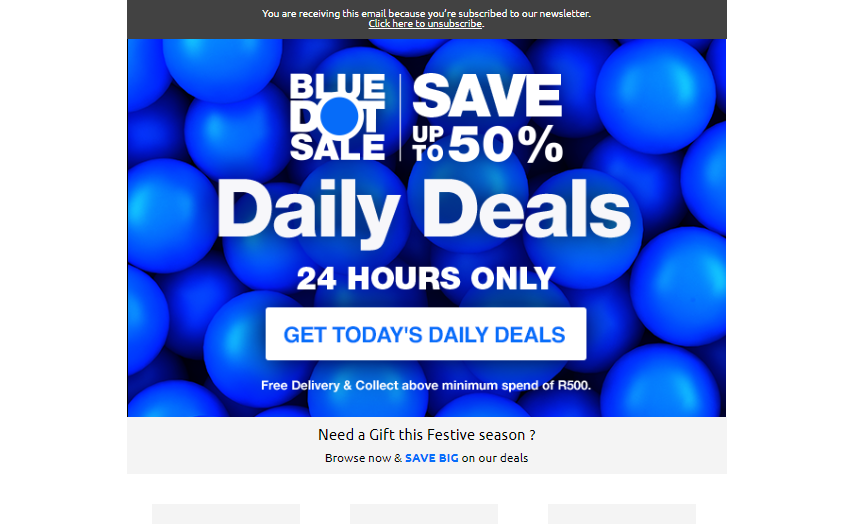 You are receiving this email because you're subscribed to our newsletter.
Click here to unsubscribe.
BLUE
DOT
SALE
SAVE
UP TO 50%
Daily Deals
24 HOURS ONLY
GET TODAY'S DAILY DEALS
Free Delivery & Collect above minimum spend of R500.
Need a Gift this Festive season ?
Browse now & SAVE BIG on our deals